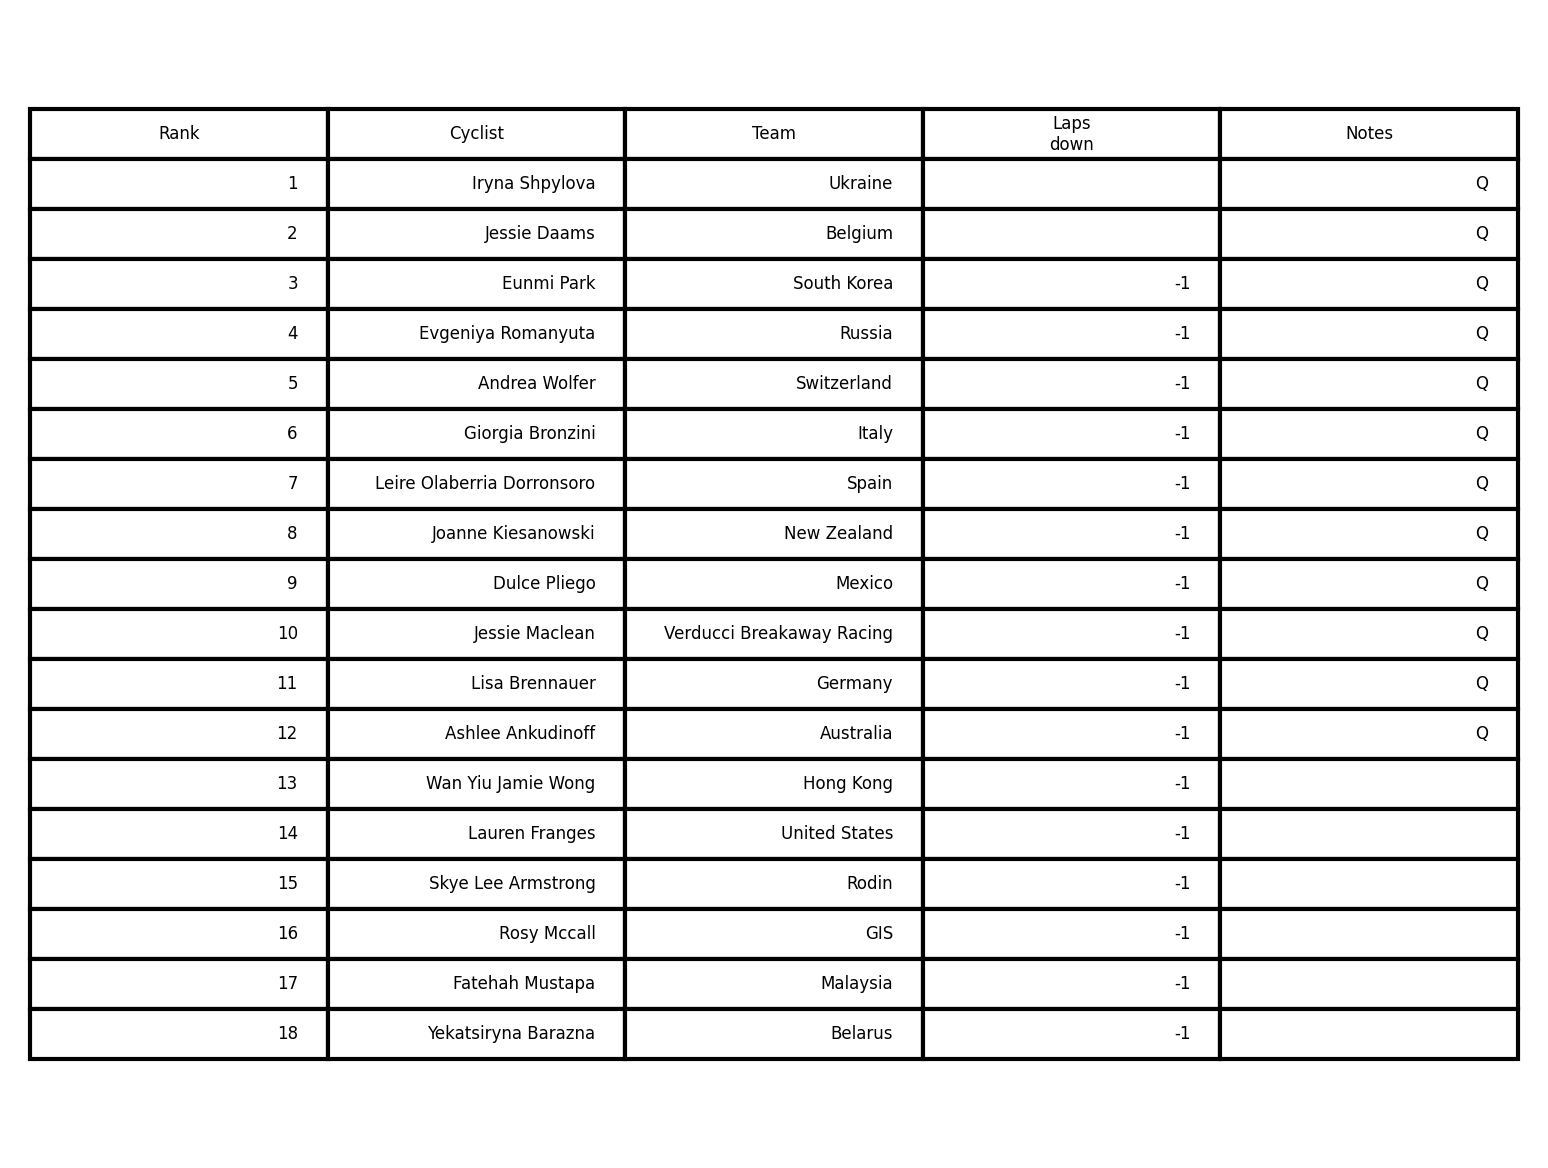 Rank Cyclist Team Laps down Notes
1 Iryna Shpylova Ukraine Q
2 Jessie Daams Belgium Q
3 Eunmi Park South Korea -1 Q
4 Evgeniya Romanyuta Russia -1 Q
5 Andrea Wolfer Switzerland -1 Q
6 Giorgia Bronzini Italy -1 Q
7 Leire Olaberria Dorronsoro Spain -1 Q
8 Joanne Kiesanowski New Zealand -1 Q
9 Dulce Pliego Mexico -1 Q
10 Jessie Maclean Verducci Breakaway Racing -1 Q
11 Lisa Brennauer Germany -1 Q
12 Ashlee Ankudinoff Australia -1 Q
13 Wan Yiu Jamie Wong Hong Kong -1
14 Lauren Franges United States -1
15 Skye Lee Armstrong Rodin -1
16 Rosy Mccall GIS -1
17 Fatehah Mustapa Malaysia -1
18 Yekatsiryna Barazna Belarus -1